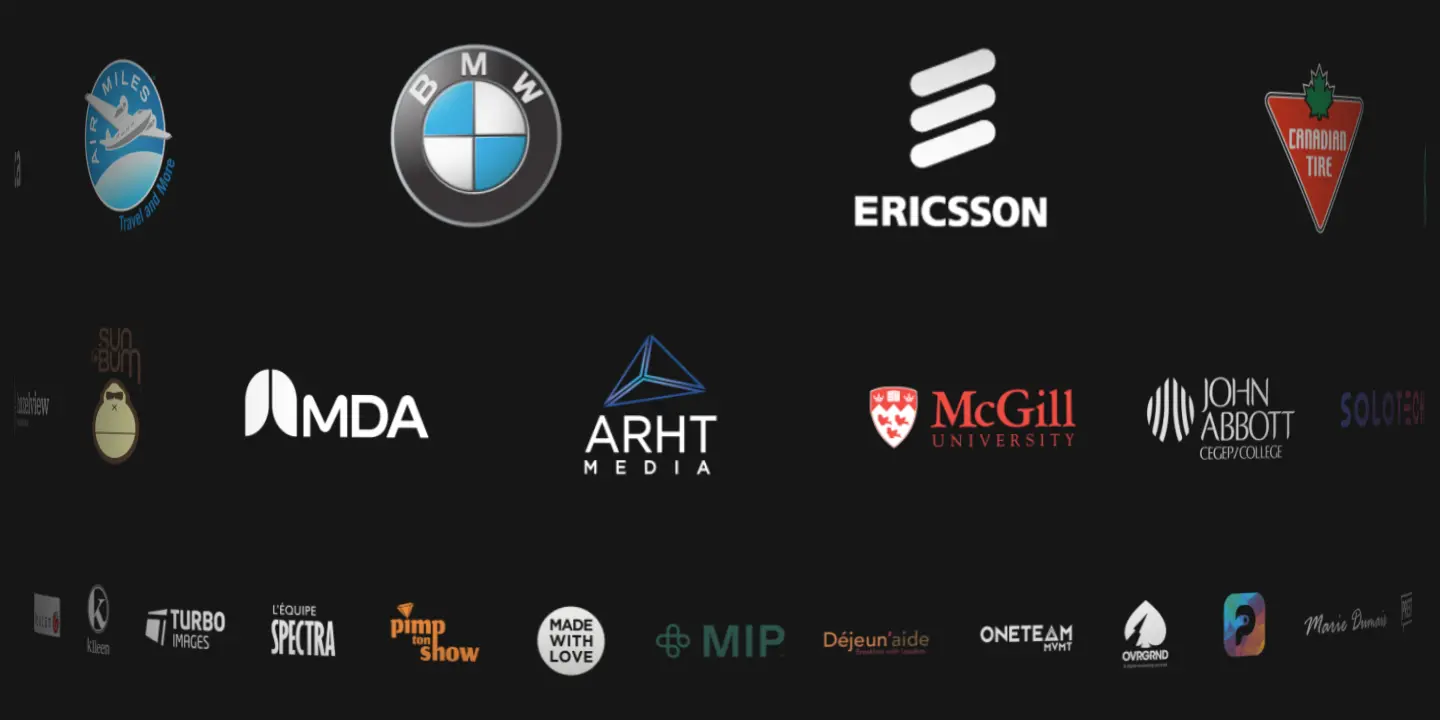 AIR MILES
Travel and More
BMW
ERICSSON
CANADIAN
TIRE
SUN
BUM
MDA
ARHT
MEDIA
McGill
UNIVERSITY
JOHN
ABBOTT
CEGEP/COLLEGE
SOLOTECH
k
killeen
TURBO
IMAGES
L'ÉQUIPE
SPECTRA
pimp
ton
show
MADE
WITH
LOVE
MIP
Déjeun'aide
ONETEAM
MVMT
OVRGRND
P
Marie Dumais